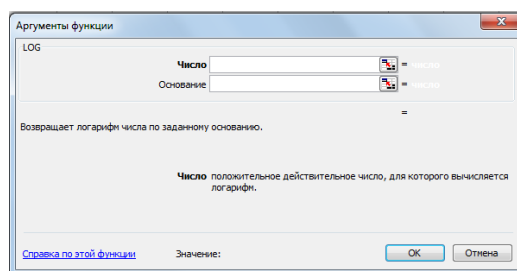 Аргументы функции
LOG
Число = число
Основание = число
=
Возвращает логарифм числа по заданному основанию.
Число положительное действительное число, для которого вычисляется
логарифм.
Справка по этой функции Значение: ОК Отмена